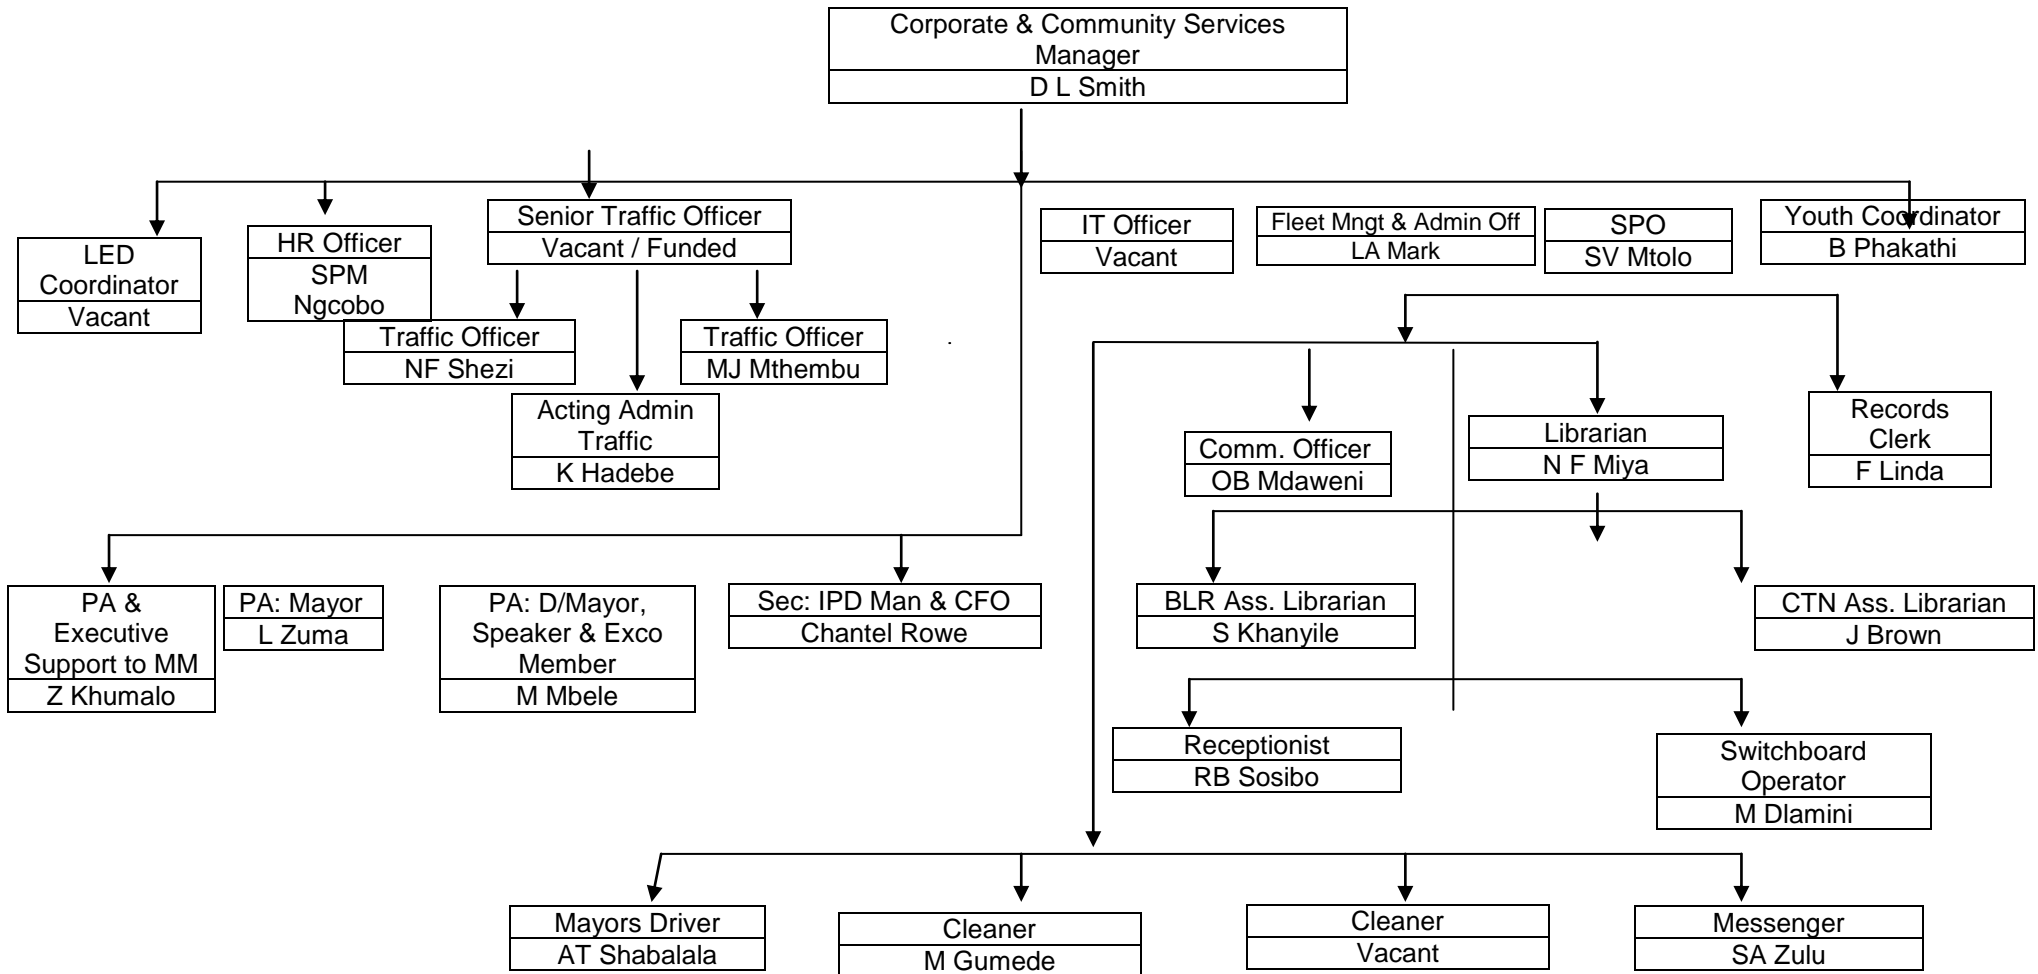 Corporate & Community Services
Manager
D L Smith
LED
Coordinator
Vacant
HR Officer
SPM
Ngcobo
Senior Traffic Officer
Vacant / Funded
IT Officer
Vacant
Fleet Mngt & Admin Off
LA Mark
SPO
SV Mtolo
Youth Coordinator
B Phakathi
Traffic Officer
NF Shezi
Traffic Officer
MJ Mthembu
Acting Admin
Traffic
K Hadebe
Comm. Officer
OB Mdaweni
Librarian
N F Miya
Records
Clerk
F Linda
PA &
Executive
Support to MM
Z Khumalo
PA: Mayor
L Zuma
PA: D/Mayor,
Speaker & Exco
Member
M Mbele
Sec: IPD Man & CFO
Chantel Rowe
BLR Ass. Librarian
S Khanyile
CTN Ass. Librarian
J Brown
Receptionist
RB Sosibo
Switchboard
Operator
M Dlamini
Mayors Driver
AT Shabalala
Cleaner
M Gumede
Cleaner
Vacant
Messenger
SA Zulu